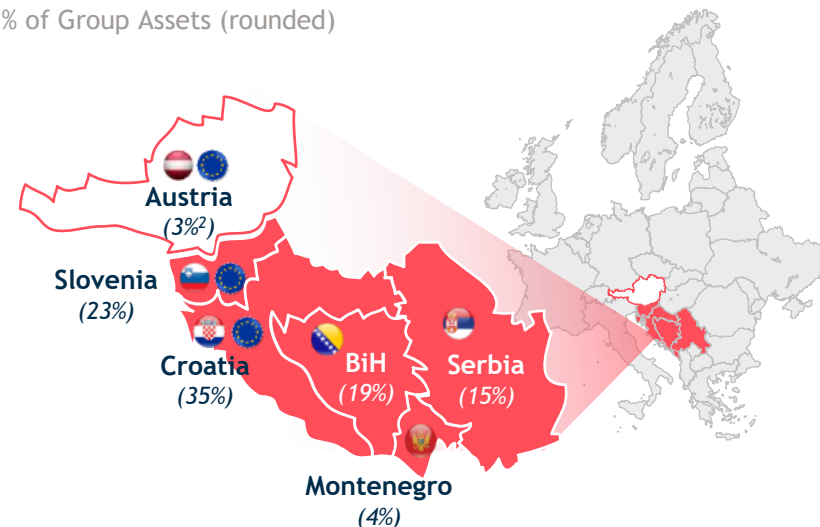 % of Group Assets (rounded)
Austria
(3%²)
Slovenia
(23%)
Croatia
(35%)
BiH
(19%)
Serbia
(15%)
Montenegro
(4%)